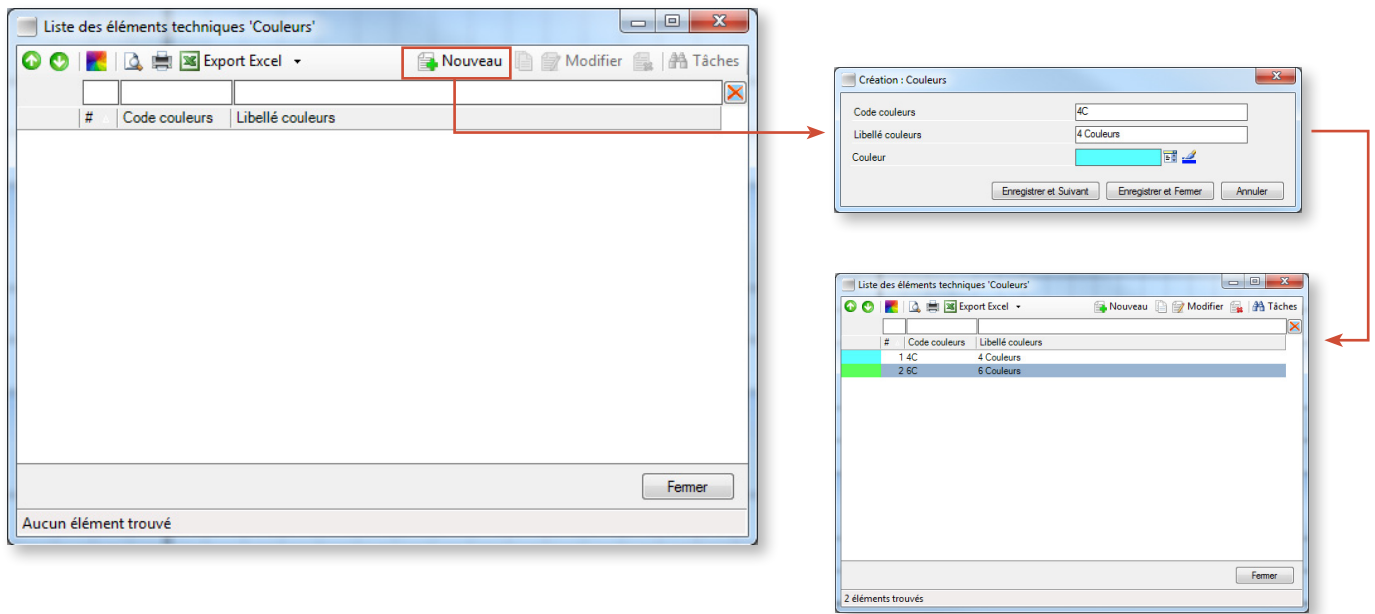 Liste des éléments techniques 'Couleurs'
Export Excel Nouveau Modifier Tâches
# Code couleurs Libellé couleurs
Fermer
Aucun élément trouvé
Création : Couleurs
Code couleurs 4C
Libellé couleurs 4 Couleurs
Couleur
Enregistrer et Suivant Enregistrer et Fermer Annuler
Liste des éléments techniques 'Couleurs'
Export Excel Nouveau Modifier Tâches
# Code couleurs Libellé couleurs
1 4C 4 Couleurs
2 6C 6 Couleurs
Fermer
2 éléments trouvés